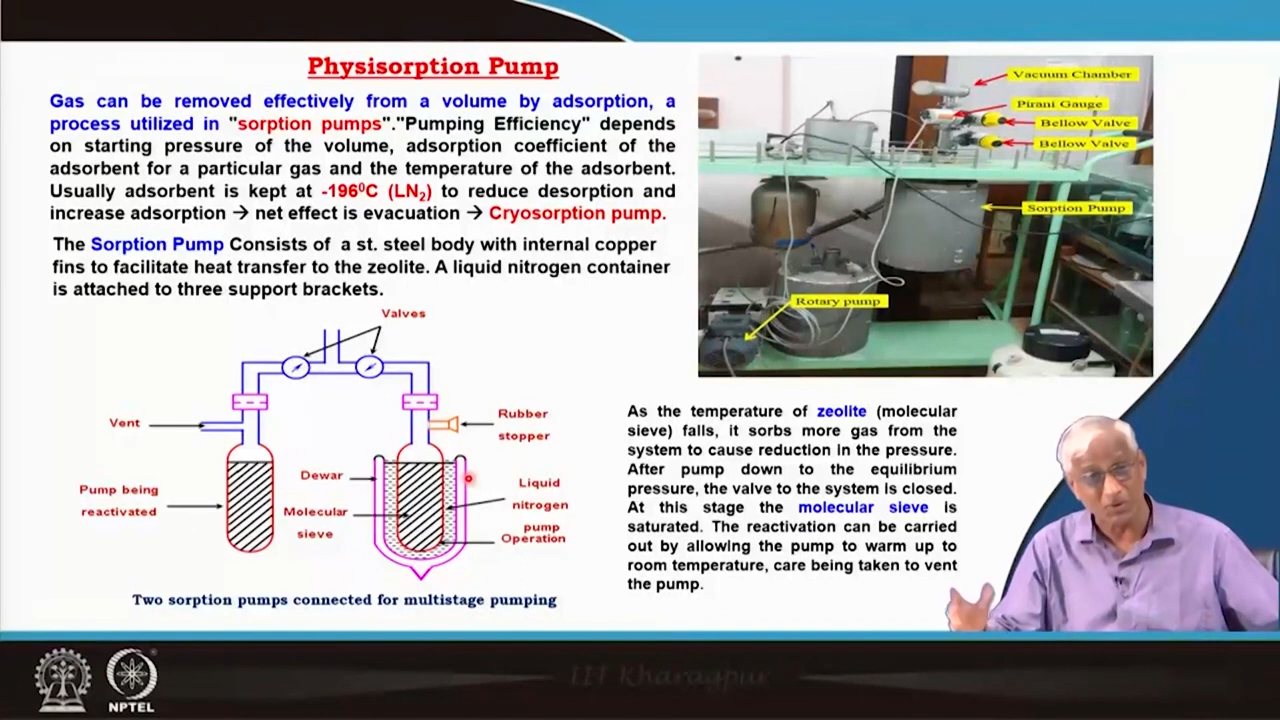 Physisorption Pump
Gas can be removed effectively from a volume by adsorption, a
process utilized in "sorption pumps"."Pumping Efficiency" depends
on starting pressure of the volume, adsorption coefficient of the
adsorbent for a particular gas and the temperature of the adsorbent.
Usually adsorbent is kept at -196⁰C (LN₂) to reduce desorption and
increase adsorption → net effect is evacuation → Cryosorption pump.
The Sorption Pump Consists of a st. steel body with internal copper
fins to facilitate heat transfer to the zeolite. A liquid nitrogen container
is attached to three support brackets.
Valves
Vent
Rubber
stopper
Dewar
Pump being
reactivated
Molecular
sieve
Liquid
nitrogen
pump
Operation
Two sorption pumps connected for multistage pumping
Vacuum Chamber
Pirani Gauge
Bellow Valve
Bellow Valve
Sorption Pump
Rotary pump
As the temperature of zeolite (molecular
sieve) falls, it sorbs more gas from the
system to cause reduction in the pressure.
After pump down to the equilibrium
pressure, the valve to the system is closed.
At this stage the molecular sieve is
saturated. The reactivation can be carried
out by allowing the pump to warm up to
room temperature, care being taken to vent
the pump.
NPTEL
IIT Kharagpur